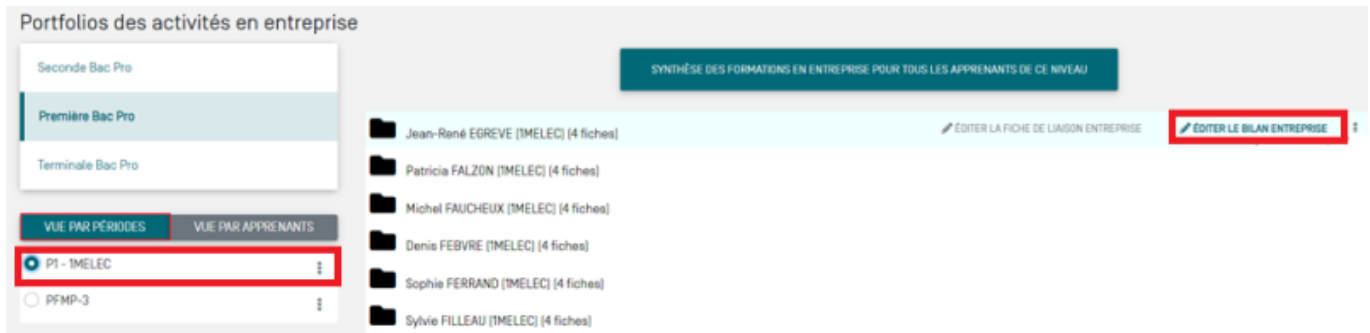 Portfolios des activités en entreprise
Seconde Bac Pro
Première Bac Pro
Terminale Bac Pro
VUE PAR PÉRIODES VUE PAR APPRENANTS
P1 - 1MELEC
PFMP-3
SYNTHÈSE DES FORMATIONS EN ENTREPRISE POUR TOUS LES APPRENANTS DE CE NIVEAU
Jean-René EGREVE (1MELEC) (4 fiches) ÉDITER LA FICHE DE LIAISON ENTREPRISE ÉDITER LE BILAN ENTREPRISE
Patricia FALZON (1MELEC) (4 fiches)
Michel FAUCHEUX (1MELEC) (4 fiches)
Denis FEBVRE (1MELEC) (4 fiches)
Sophie FERRAND (1MELEC) (4 fiches)
Sylvie FILLEAU (1MELEC) (4 fiches)